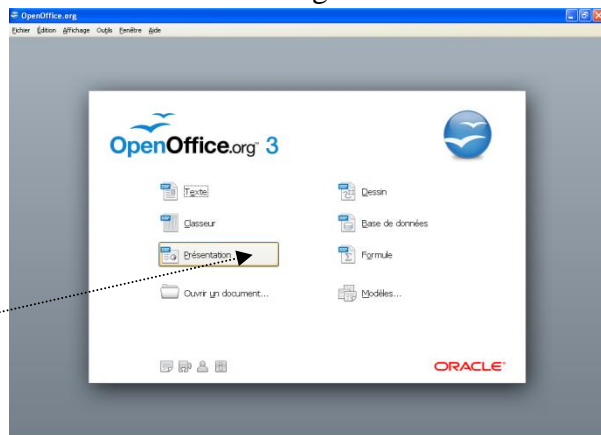 OpenOffice.org
Fichier Édition Affichage Outils Fenêtre Aide
OpenOffice.org™ 3
Texte
Dessin
Classeur
Base de données
Présentation
Formule
Ouvrir un document...
Modèles...
ORACLE